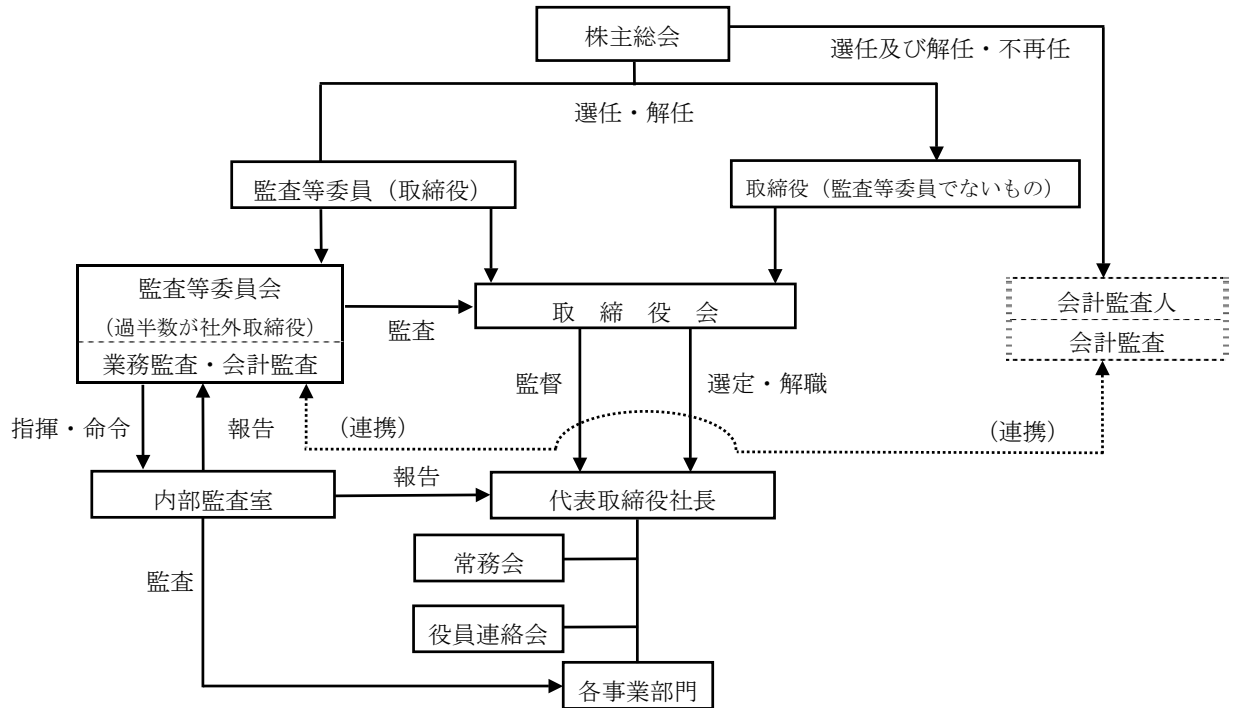 株主総会
選任及び解任・不再任
選任・解任
監査等委員（取締役）
取締役（監査等委員でないもの）
監査等委員会
（過半数が社外取締役）
業務監査・会計監査
監査
取締役会
会計監査人
会計監査
監督
選定・解職
指揮・命令
報告
（連携）
（連携）
内部監査室
報告
代表取締役社長
常務会
監査
役員連絡会
各事業部門